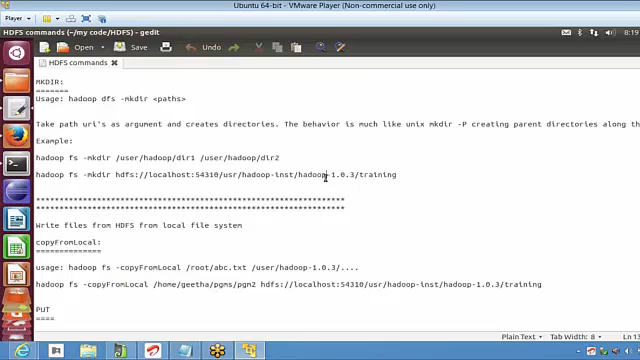 Ubuntu 64-bit - VMware Player (Non-commercial use only)
Player
HDFS commands (~/my code/HDFS) - gedit
8:19
Open Save Undo
HDFS commands
MKDIR:
=======
Usage: hadoop dfs -mkdir <paths>
Take path uri's as argument and creates directories. The behavior is much like unix mkdir -P creating parent directories along th
Example:
hadoop fs -mkdir /user/hadoop/dir1 /user/hadoop/dir2
hadoop fs -mkdir hdfs://localhost:54310/usr/hadoop-inst/hadoop-1.0.3/training
Write files from HDFS from local file system
copyFromLocal:
==============
usage: hadoop fs -copyFromLocal /root/abc.txt /user/hadoop-1.0.3/....
hadoop fs -copyFromLocal /home/geetha/pgms/pgm2 hdfs://localhost:54310/usr/hadoop-inst/hadoop-1.0.3/training
PUT
====
Plain Text Tab Width: 8 Ln 13